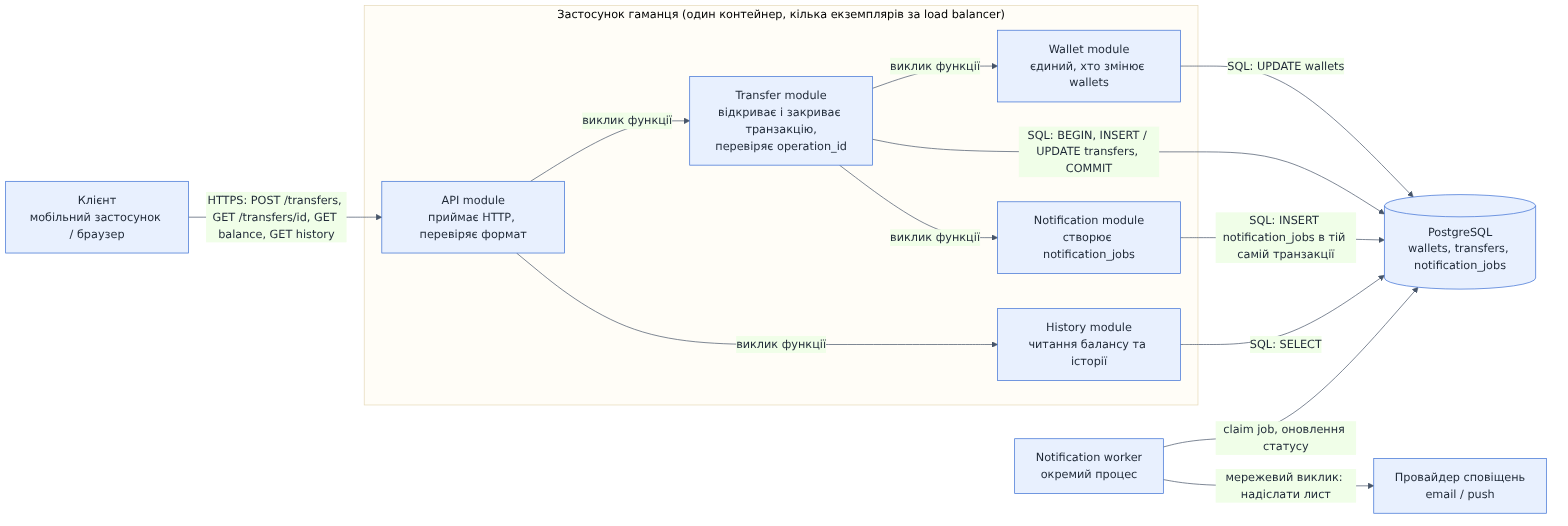 Застосунок гаманця (один контейнер, кілька екземплярів за load balancer)
Клієнт
мобільний застосунок
/ браузер
HTTPS: POST /transfers,
GET /transfers/id, GET
balance, GET history
API module
приймає HTTP,
перевіряє формат
виклик функції
Transfer module
відкриває і закриває
транзакцію,
перевіряє operation_id
виклик функції
Wallet module
єдиний, хто змінює
wallets
SQL: UPDATE wallets
SQL: BEGIN, INSERT /
UPDATE transfers,
COMMIT
виклик функції
Notification module
створює
notification_jobs
SQL: INSERT
notification_jobs в тій
самій транзакції
PostgreSQL
wallets, transfers,
notification_jobs
виклик функції
History module
читання балансу та
історії
SQL: SELECT
Notification worker
окремий процес
claim job, оновлення
статусу
мережевий виклик:
надіслати лист
Провайдер сповіщень
email / push